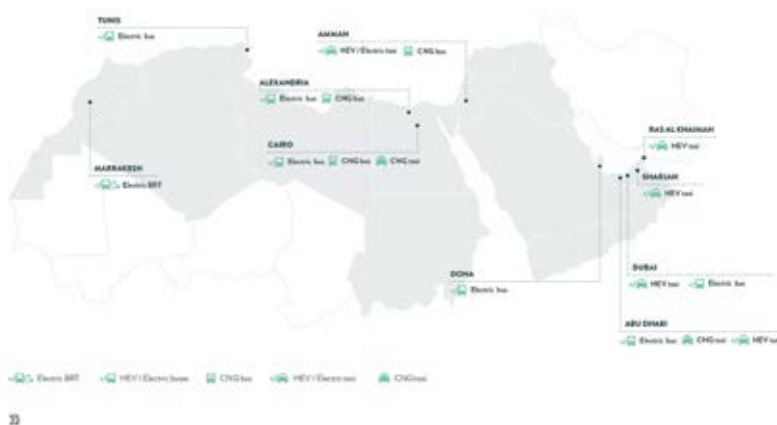 TUNIS
Electric bus
AMMAN
HEV / Electric taxi CNG bus
ALEXANDRIA
Electric bus CNG bus
CAIRO
Electric bus CNG bus CNG taxi
RAS AL KHAIMAH
HEV taxi
MARRAKESH
Electric BRT
SHARJAH
HEV taxi
DOHA
Electric bus
DUBAI
HEV taxi Electric bus
ABU DHABI
Electric bus CNG taxi HEV taxi
Electric BRT HEV / Electric buses CNG bus HEV / Electric taxi CNG taxi